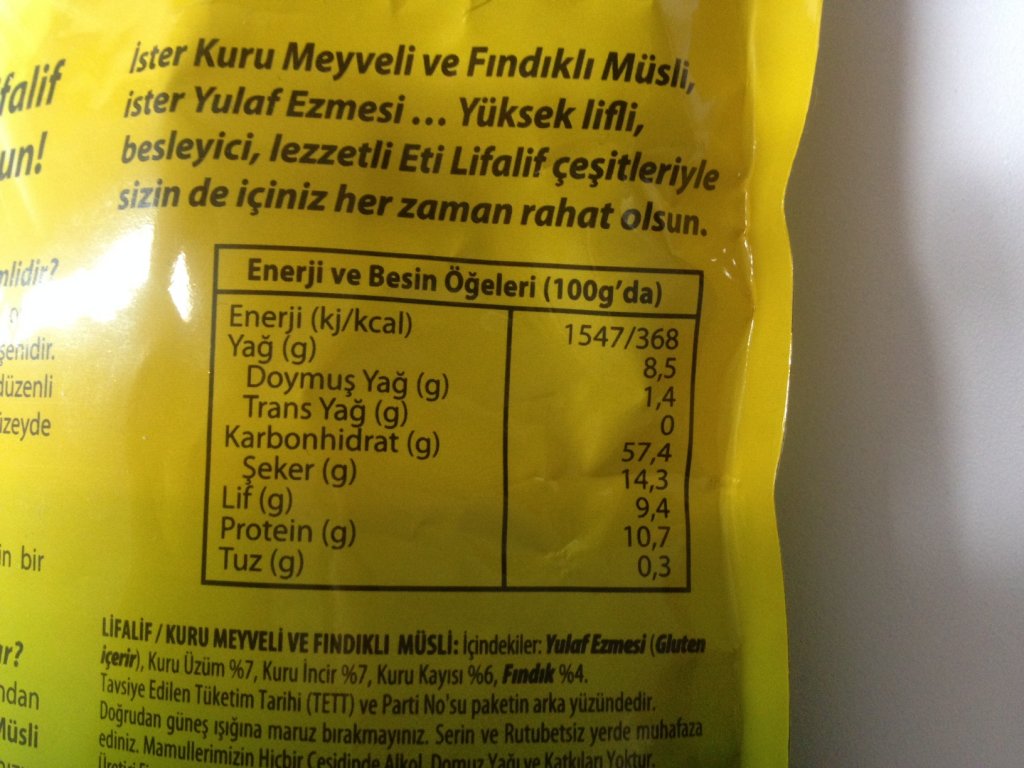 falif
un!
İster Kuru Meyveli ve Fındıklı Müsli,
ister Yulaf Ezmesi ... Yüksek lifli,
besleyici, lezzetli Eti Lifalif çeşitleriyle
sizin de içiniz her zaman rahat olsun.
mlidir?
şenidir.
düzenli
üzeyde
in bir
ır?
ndan
Müsli
Enerji ve Besin Öğeleri (100g'da)
Enerji (kj/kcal) 1547/368
Yağ (g) 8,5
Doymuş Yağ (g) 1,4
Trans Yağ (g) 0
Karbonhidrat (g) 57,4
Şeker (g) 14,3
Lif (g) 9,4
Protein (g) 10,7
Tuz (g) 0,3
LİFALİF / KURU MEYVELİ VE FINDIKLI MÜSLİ: İçindekiler: Yulaf Ezmesi (Gluten
içerir), Kuru Üzüm %7, Kuru İncir %7, Kuru Kayısı %6, Fındık %4.
Tavsiye Edilen Tüketim Tarihi (TETT) ve Parti No'su paketin arka yüzündedir.
Doğrudan güneş ışığına maruz bırakmayınız. Serin ve Rutubetsiz yerde muhafaza
ediniz. Mamullerimizin Hiçbir Çeşidinde Alkol, Domuz Yağı ve Katkıları Yoktur.